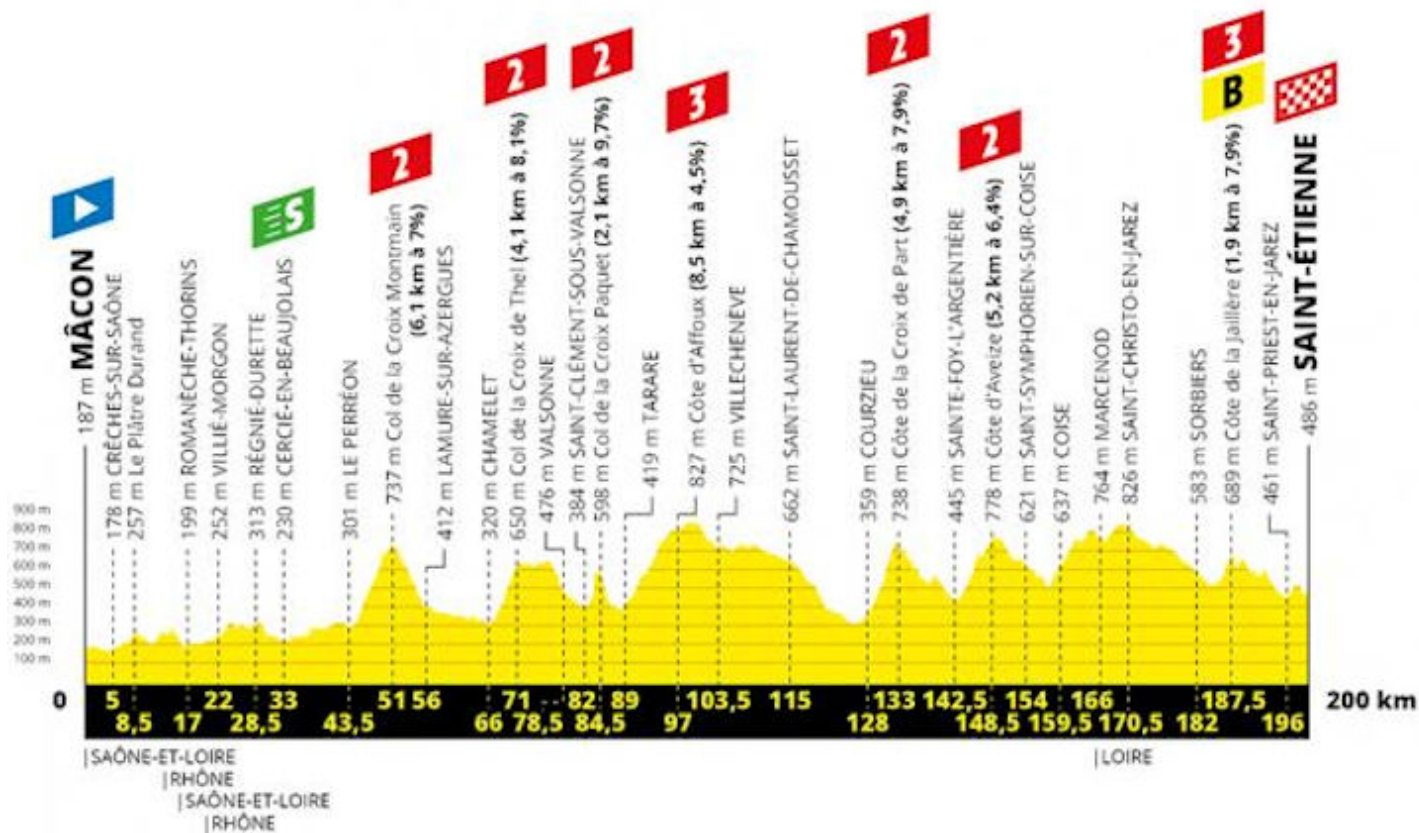 2
2
2
3
2
2
3
B
S
187 m MÂCON
178 m CRÊCHES-SUR-SAÔNE
257 m Le Plâtre Durand
199 m ROMANÈCHE-THORINS
252 m VILLIÉ-MORGON
313 m RÉGNIÉ-DURETTE
230 m CERCIÉ-EN-BEAUJOLAIS
301 m LE PERRÉON
737 m Col de la Croix Montmain
(6,1 km à 7%)
412 m LAMURE-SUR-AZERGUES
320 m CHAMELET
650 m Col de la Croix de Thel (4,1 km à 8,1%)
476 m VALSONNE
384 m SAINT-CLÉMENT-SOUS-VALSONNE
598 m Col de la Croix Paquet (2,1 km à 9,7%)
419 m TARARE
827 m Côte d'Affoux (8,5 km à 4,5%)
725 m VILLECHENÈVE
662 m SAINT-LAURENT-DE-CHAMOUSSET
359 m COURZIEU
738 m Côte de la Croix de Part (4,9 km à 7,9%)
445 m SAINTE-FOY-L'ARGENTIÈRE
778 m Côte d'Aveize (5,2 km à 6,4%)
621 m SAINT-SYMPHORIEN-SUR-COISE
637 m COISE
764 m MARCENOD
826 m SAINT-CHRISTO-EN-JAREZ
583 m SORBIERS
689 m Côte de la Jaillère (1,9 km à 7,9%)
461 m SAINT-PRIEST-EN-JAREZ
486 m SAINT-ÉTIENNE
900 m
800 m
700 m
600 m
500 m
400 m
300 m
200 m
100 m
0 5 22 33 51 56 71 82 89 103,5 115 133 142,5 154 166 187,5 200 km
8,5 17 28,5 43,5 66 78,5 84,5 97 128 148,5 159,5 170,5 182 196
|SAÔNE-ET-LOIRE |LOIRE
|RHÔNE
|SAÔNE-ET-LOIRE
|RHÔNE